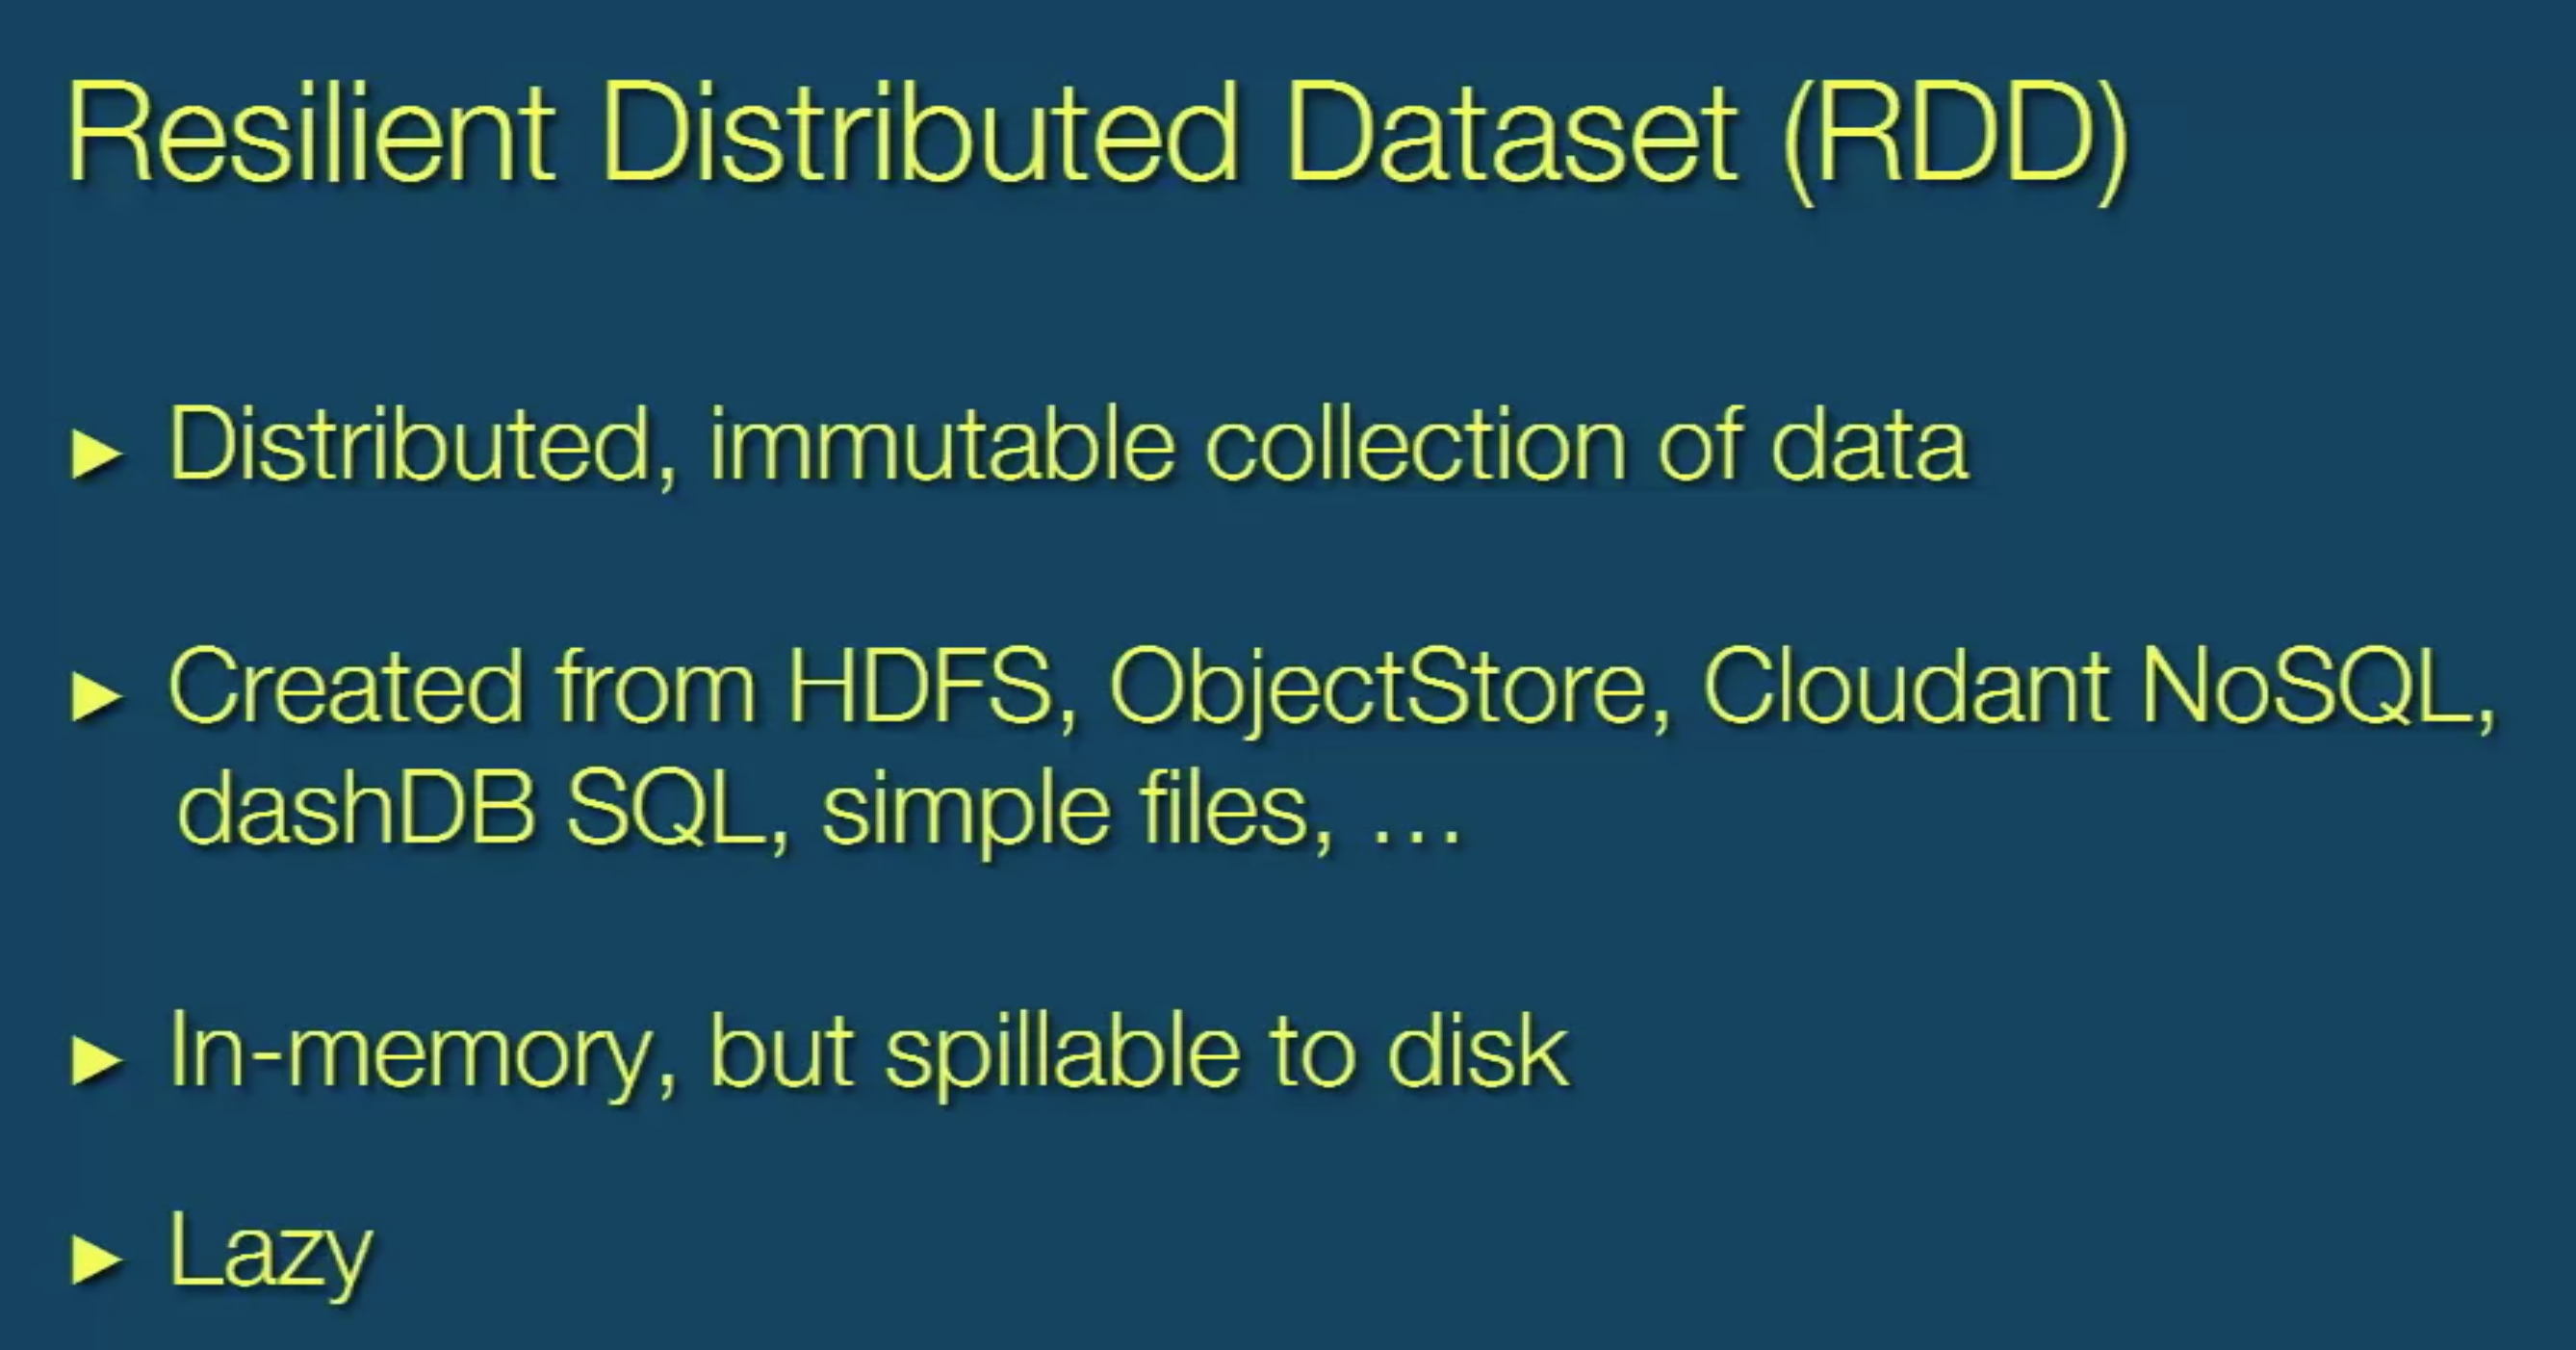 Resilient Distributed Dataset (RDD)
► Distributed, immutable collection of data
► Created from HDFS, ObjectStore, Cloudant NoSQL,
dashDB SQL, simple files, …
► In-memory, but spillable to disk
► Lazy